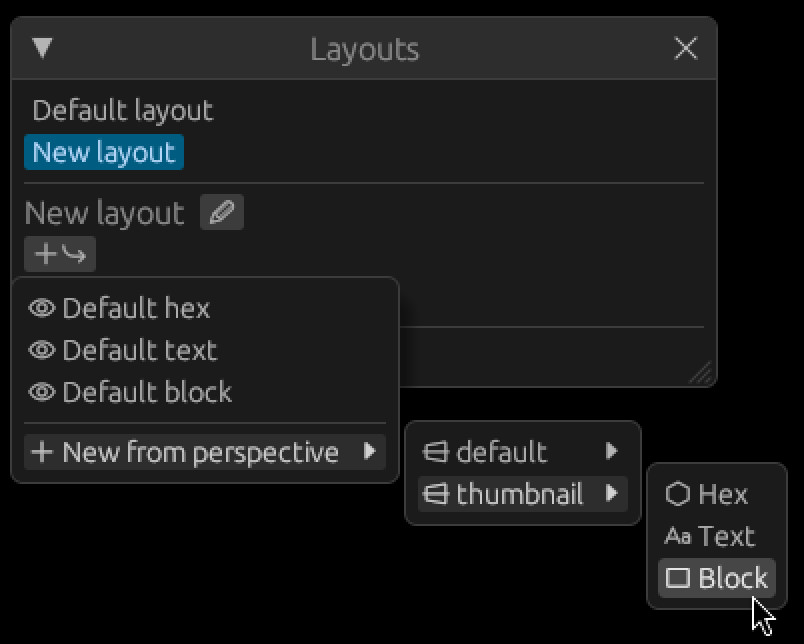 Layouts
Default layout
New layout
New layout
Default hex
Default text
Default block
New from perspective
default
thumbnail
Hex
Aa Text
Block